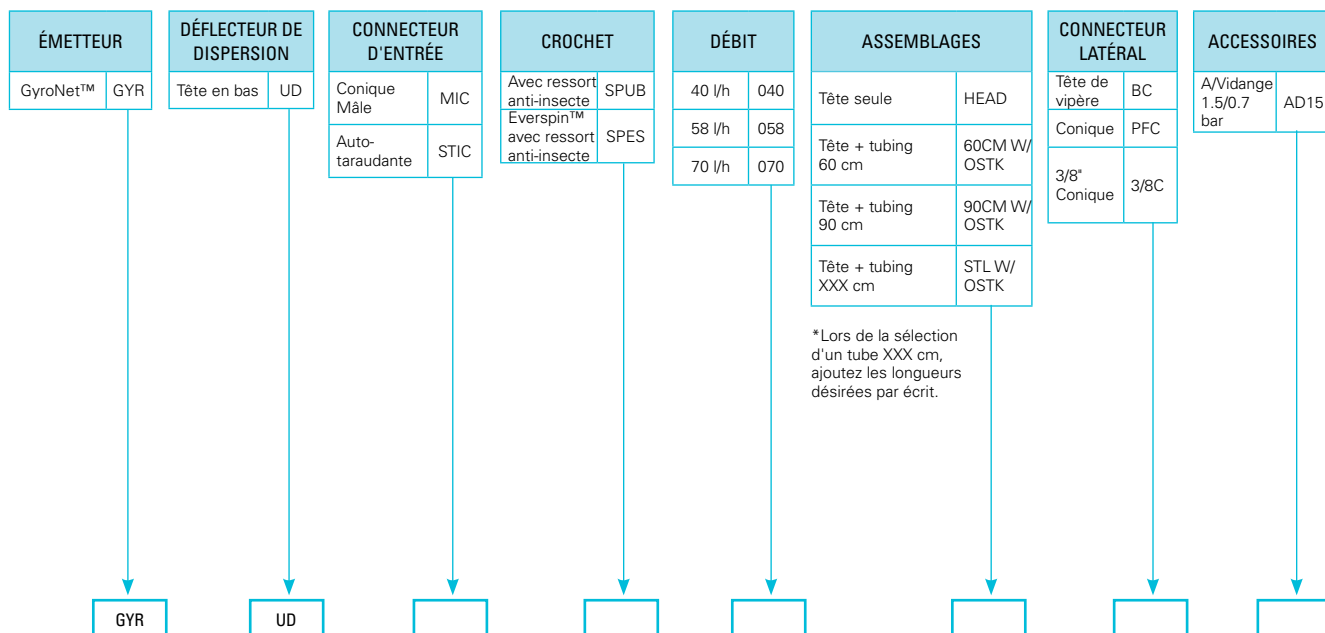 ÉMETTEUR
GyroNet™ GYR
DÉFLECTEUR DE
DISPERSION
Tête en bas UD
CONNECTEUR
D'ENTRÉE
Conique
Mâle MIC
Auto-
taraudante STIC
CROCHET
Avec ressort
anti-insecte SPUB
Everspin™
avec ressort
anti-insecte SPES
DÉBIT
40 l/h 040
58 l/h 058
70 l/h 070
ASSEMBLAGES
Tête seule HEAD
Tête + tubing 60CM W/
60 cm OSTK
Tête + tubing 90CM W/
90 cm OSTK
Tête + tubing STL W/
XXX cm OSTK
*Lors de la sélection
d'un tube XXX cm,
ajoutez les longueurs
désirées par écrit.
CONNECTEUR
LATÉRAL
Tête de
vipère BC
Conique PFC
3/8"
Conique 3/8C
ACCESSOIRES
A/Vidange
1.5/0.7 AD15
bar
GYR
UD